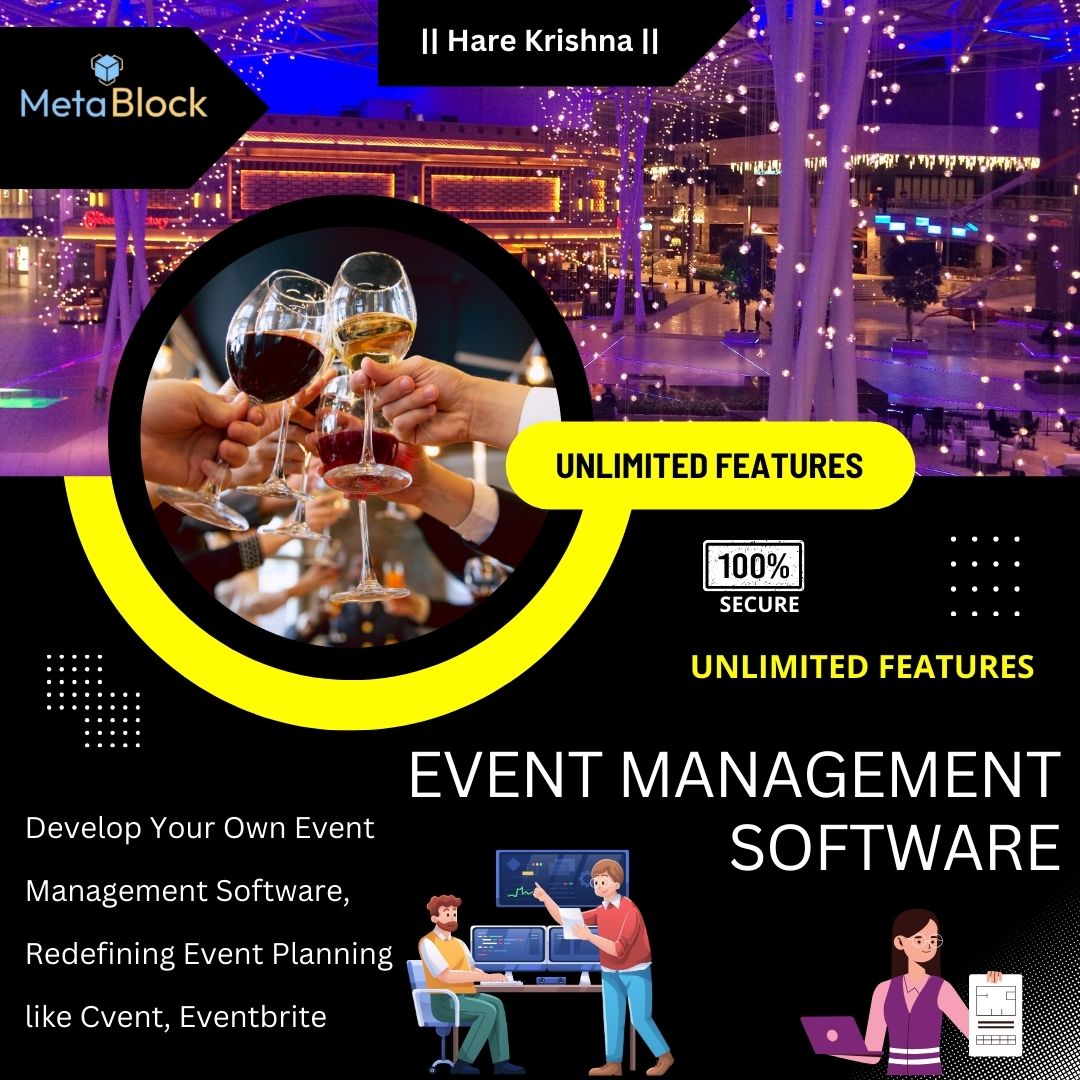 || Hare Krishna ||
MetaBlock
UNLIMITED FEATURES
100%
SECURE
UNLIMITED FEATURES
EVENT MANAGEMENT
SOFTWARE
Develop Your Own Event
Management Software,
Redefining Event Planning
like Cvent, Eventbrite